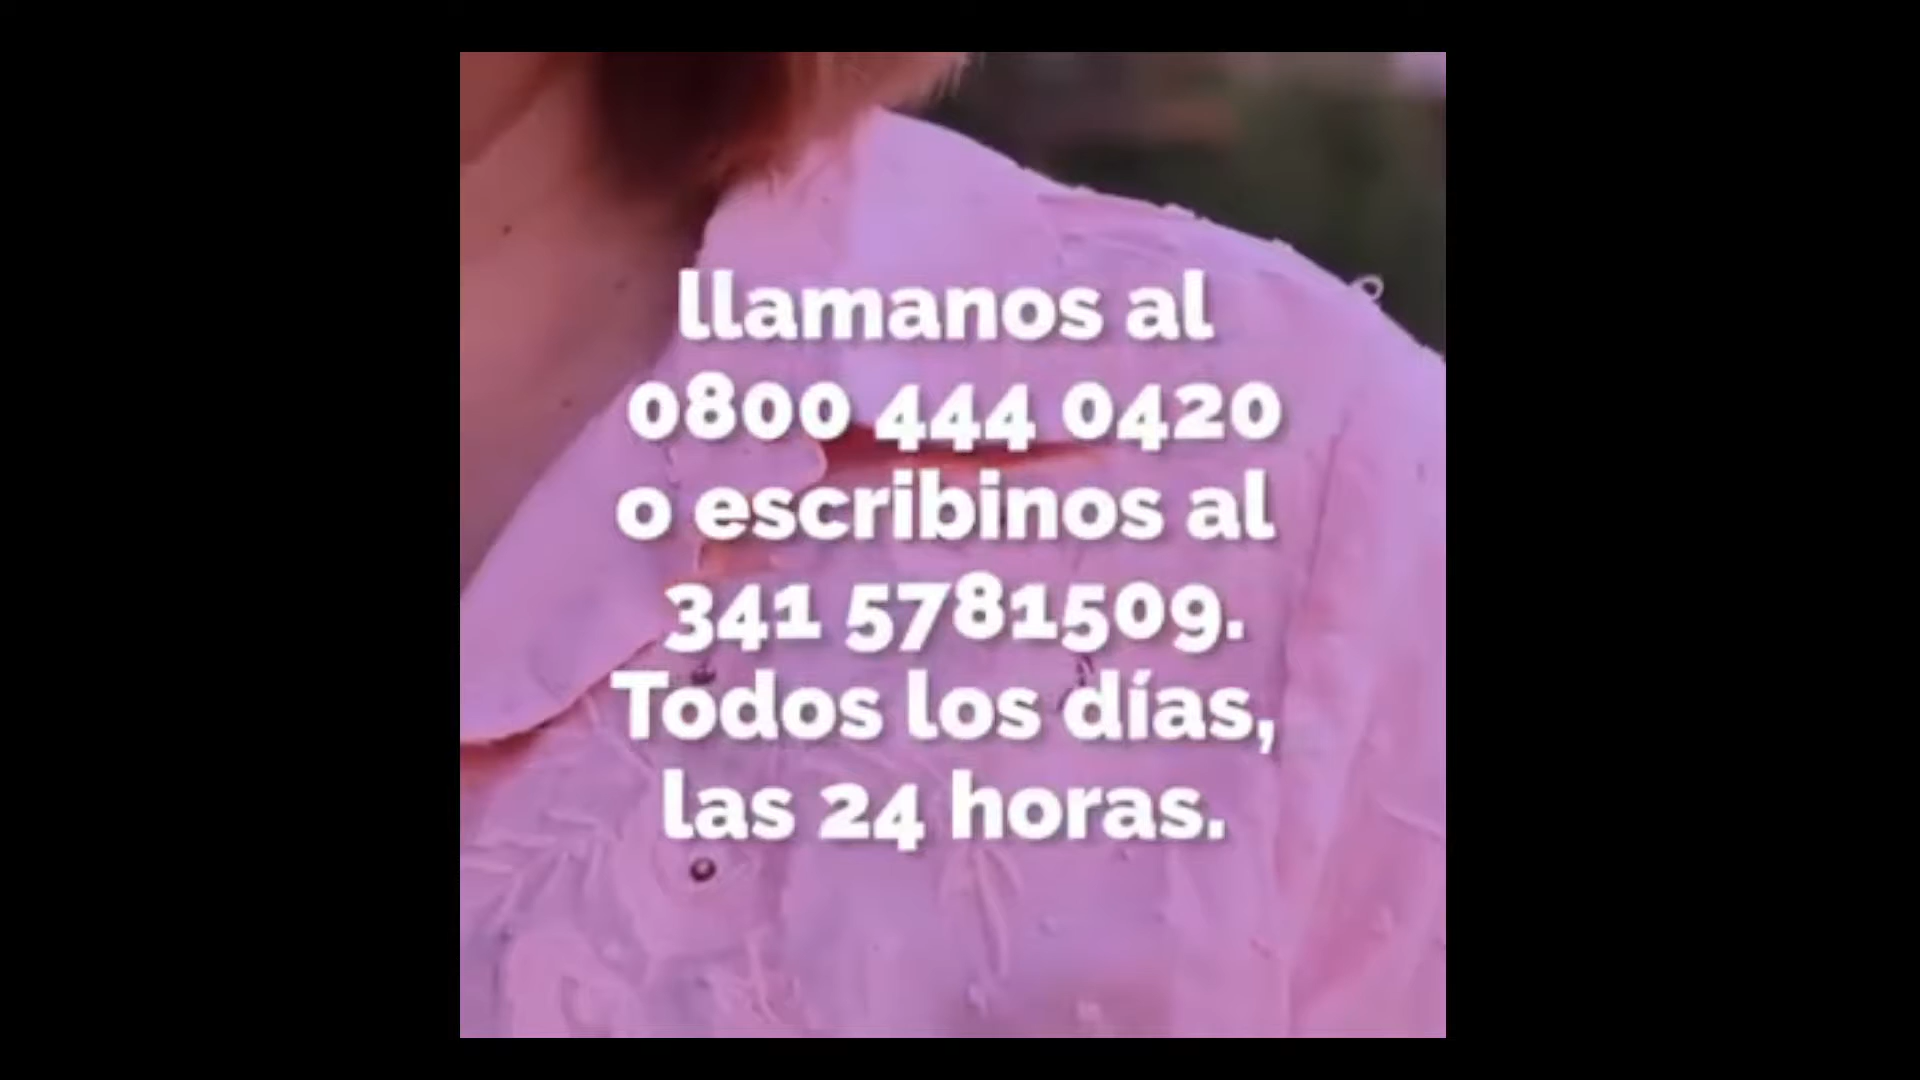 llamanos al
0800 444 0420
o escribinos al
341 5781509.
Todos los días,
las 24 horas.